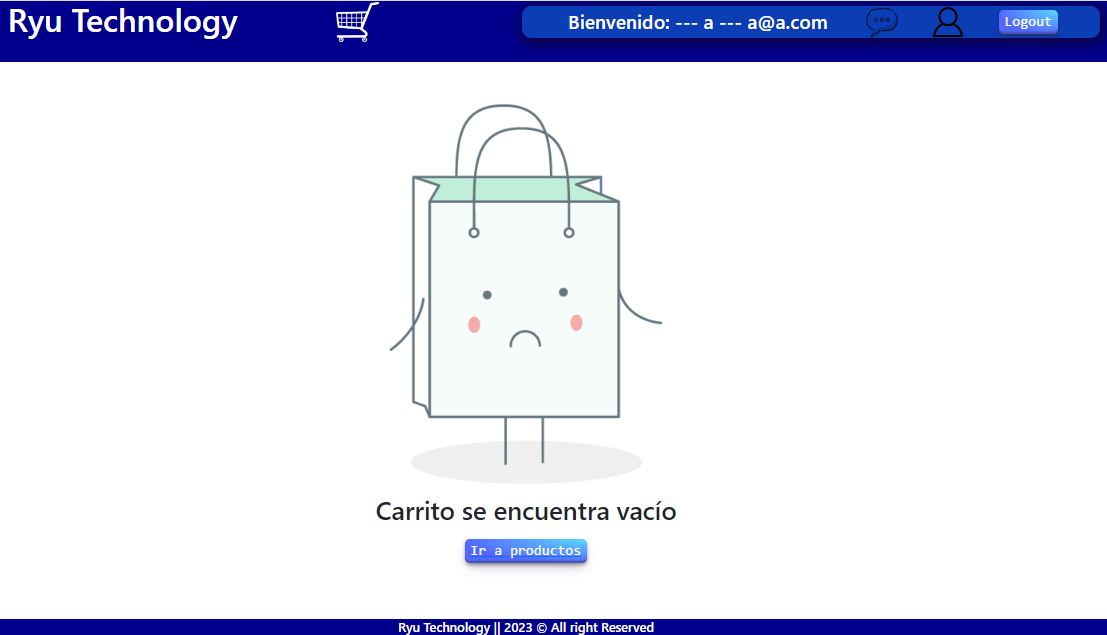 Ryu Technology
Bienvenido: --- a --- a@a.com
Logout
Carrito se encuentra vacío
Ir a productos
Ryu Technology || 2023 © All right Reserved